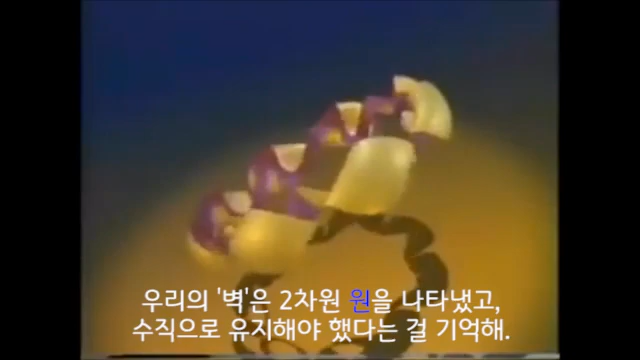 우리의 '벽'은 2차원 원을 나타냈고,
수직으로 유지해야 했다는 걸 기억해.